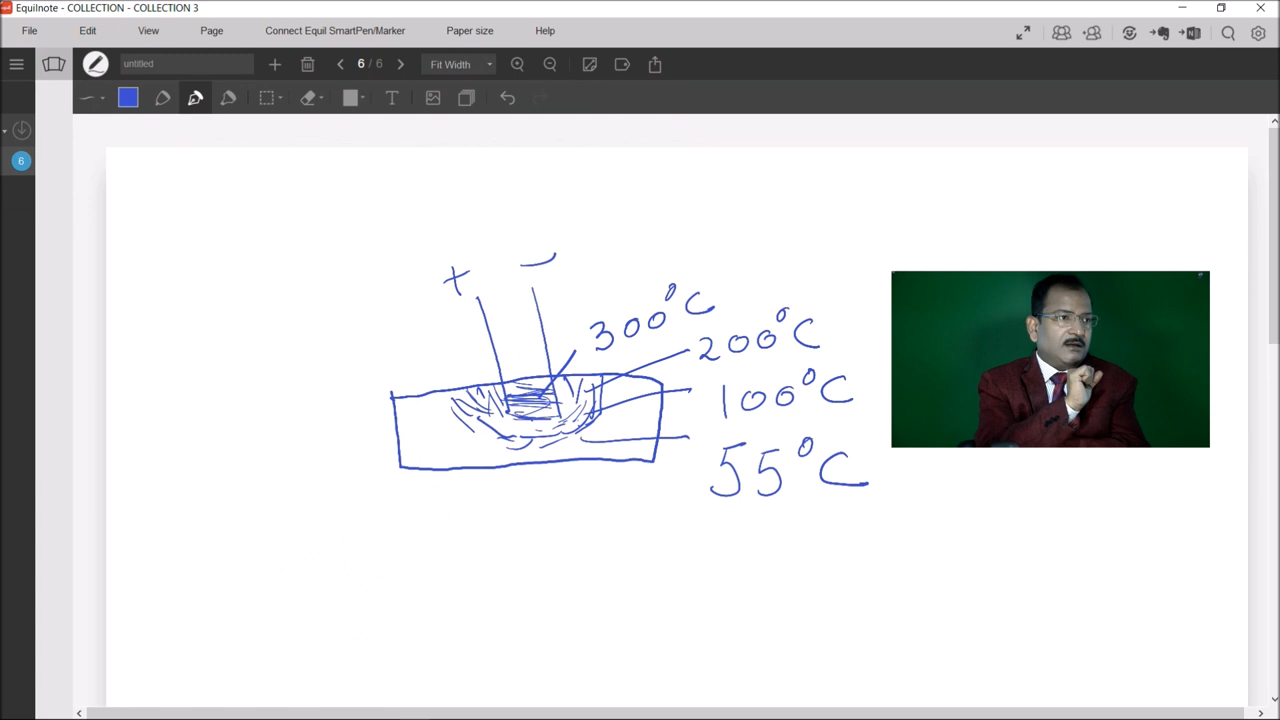 Equilnote - COLLECTION - COLLECTION 3
File Edit View Page Connect Equil SmartPen/Marker Paper size Help
untitled 6 / 6 Fit Width
T
6
+ −
300°C
200°C
100°C
55°C